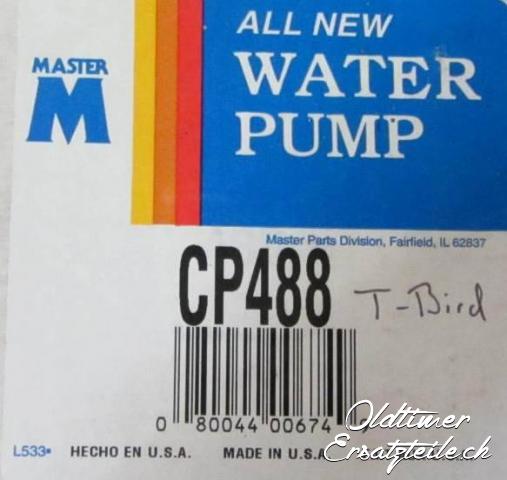 MASTER
M
ALL NEW
WATER
PUMP
Master Parts Division, Fairfield, IL 62837
CP488
T-Bird
0 80044 00674
Oldtimer
L533 HECHO EN U.S.A. MADE IN U.S.A. Ersatzteile.ch